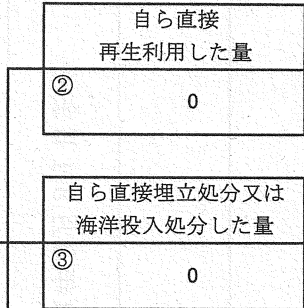 自ら直接
再生利用した量
②
0
自ら直接埋立処分又は
海洋投入処分した量
③
0